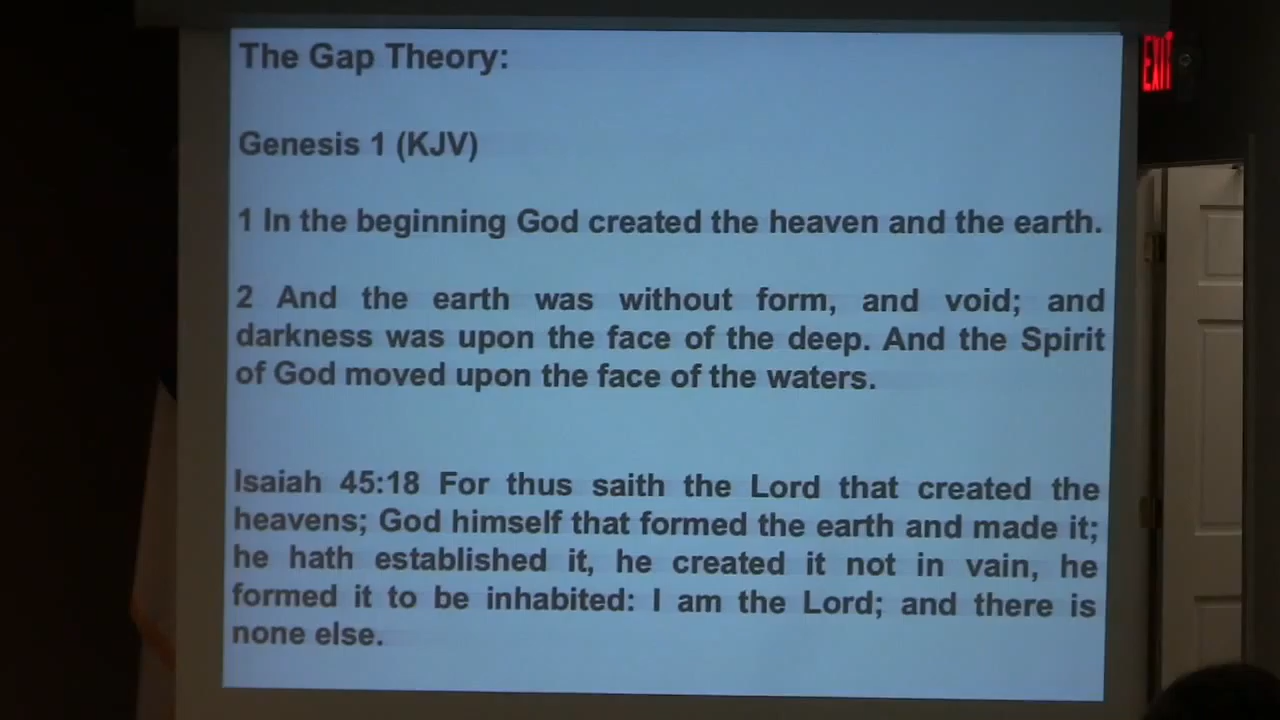 The Gap Theory:
Genesis 1 (KJV)
1 In the beginning God created the heaven and the earth.
2 And the earth was without form, and void; and
darkness was upon the face of the deep. And the Spirit
of God moved upon the face of the waters.
Isaiah 45:18 For thus saith the Lord that created the
heavens; God himself that formed the earth and made it;
he hath established it, he created it not in vain, he
formed it to be inhabited: I am the Lord; and there is
none else.
EXIT